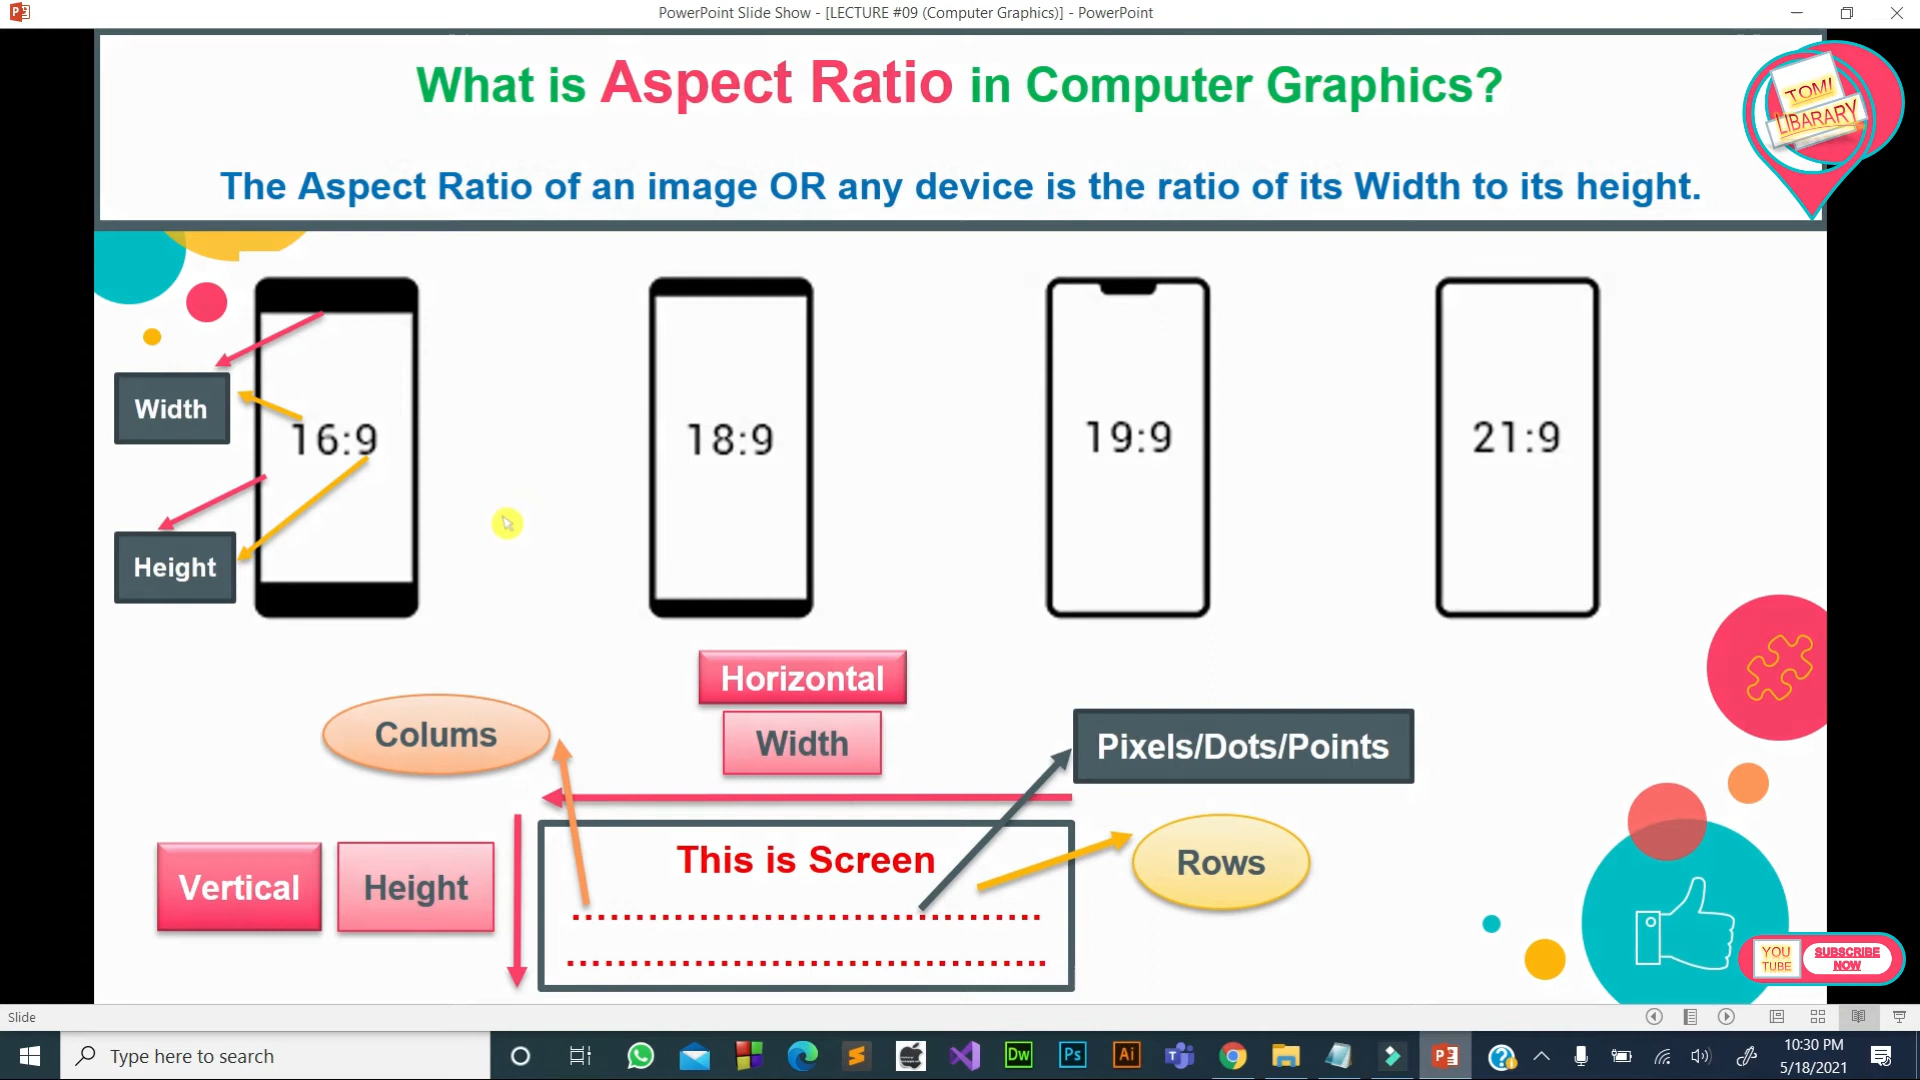 PowerPoint Slide Show - [LECTURE #09 (Computer Graphics)] - PowerPoint
What is Aspect Ratio in Computer Graphics?
TOMI
LIBARARY
The Aspect Ratio of an image OR any device is the ratio of its Width to its height.
Width
16:9
18:9
19:9
21:9
Height
Horizontal
Colums
Width
Pixels/Dots/Points
This is Screen
Rows
Vertical
Height
YOU
TUBE
SUBSCRIBE
NOW
Slide
Type here to search
Dw
Ps
Ai
10:30 PM
5/18/2021